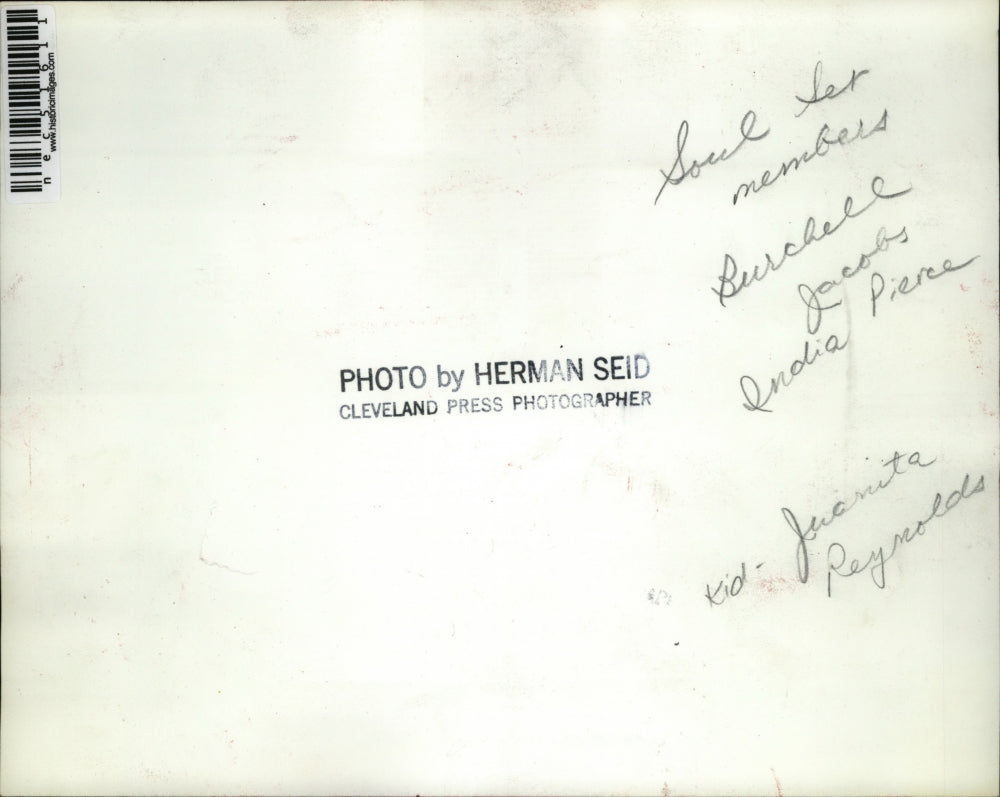 nec51611
www.historicimages.com
Soul Set
members
Burchell
Jacobs
India Pierce
PHOTO by HERMAN SEID
CLEVELAND PRESS PHOTOGRAPHER
Kid - Juanita
Reynolds